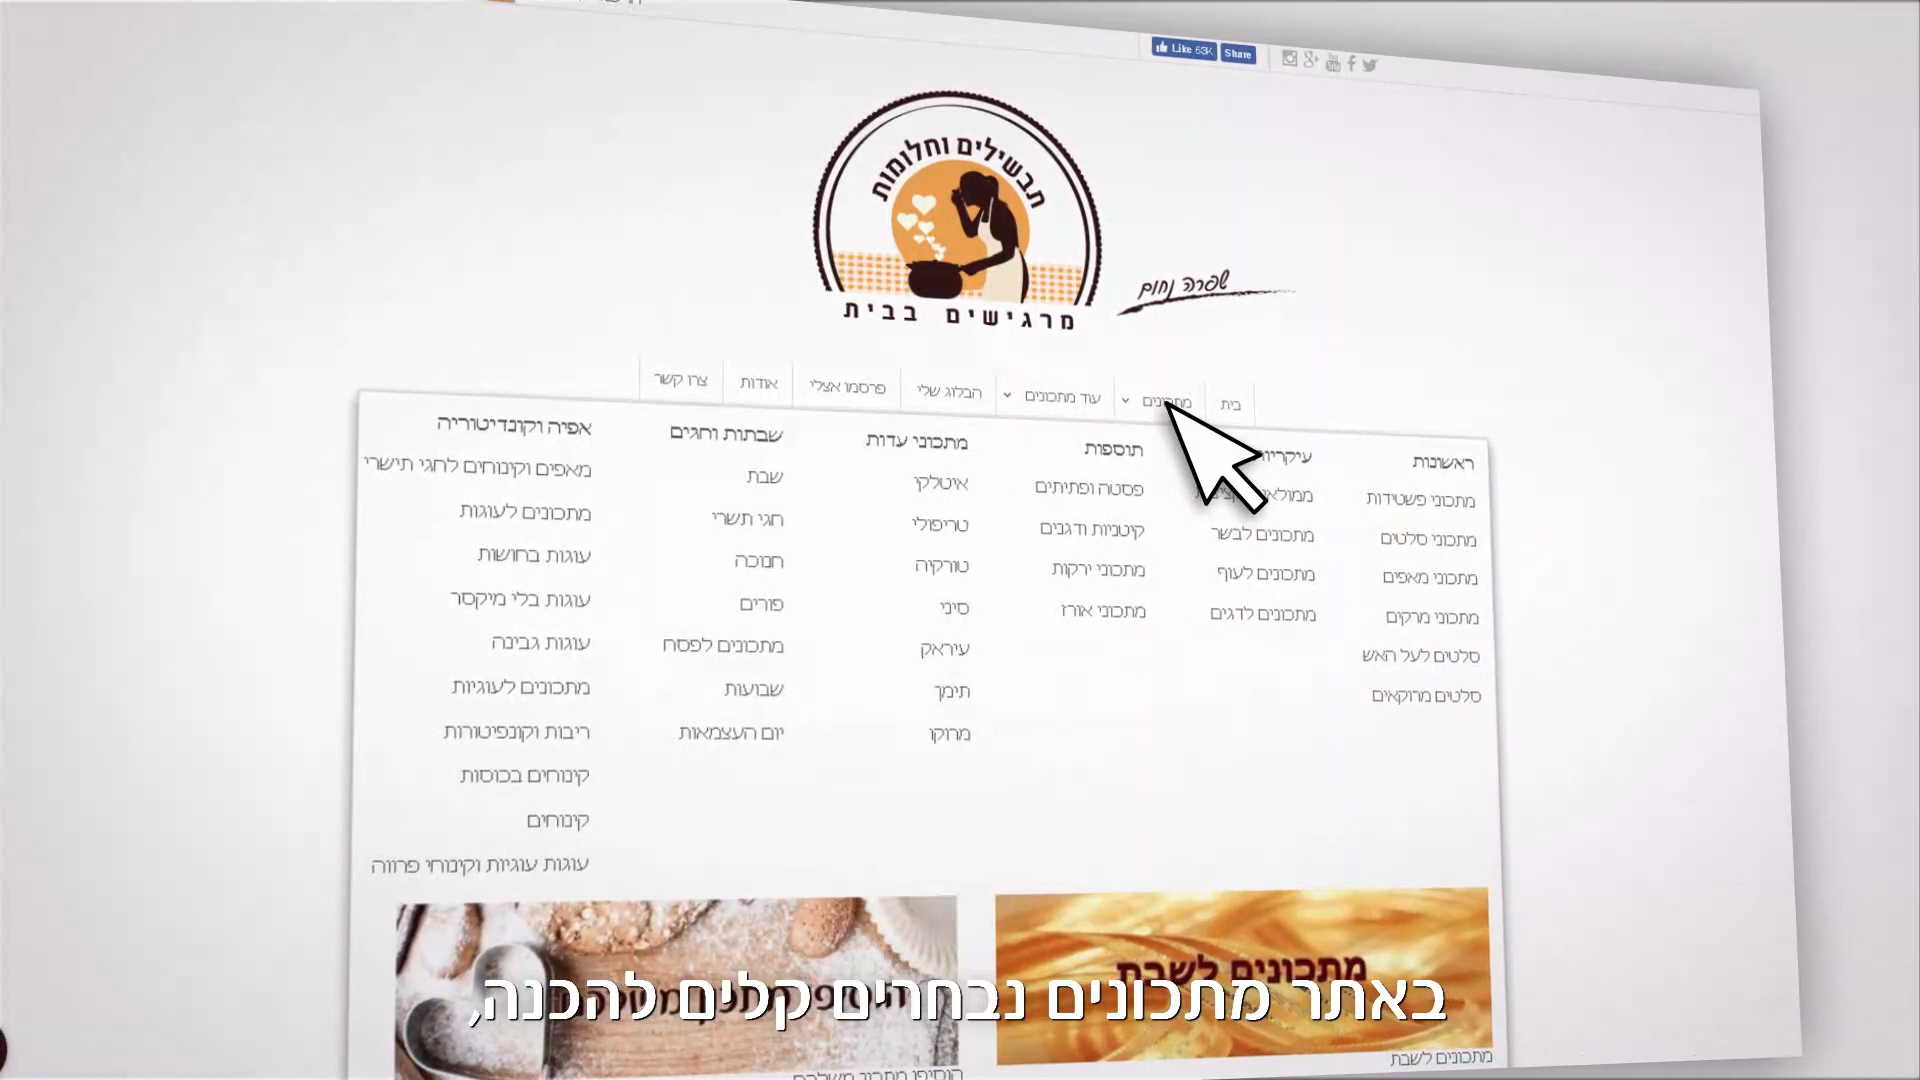 Like 63K Share
תבשילים וחלומות
מרגישים בבית
שפרה נחום
בית
מתכונים
עוד מתכונים
הבלוג שלי
פרסמו אצלי
אודות
צרו קשר
ראשונות
מתכוני פשטידות
מתכוני סלטים
מתכוני מאפים
מתכוני מרקים
סלטים לעל האש
סלטים מרוקאים
מתכונים לבשר
מתכונים לעוף
מתכונים לדגים
תוספות
פסטה ופתיתים
קיטניות ודגנים
מתכוני ירקות
מתכוני אורז
מתכוני עדות
איטלקי
טריפולי
טורקיה
סיני
עיראק
תימן
מרוקו
שבתות וחגים
שבת
חגי תשרי
חנוכה
פורים
מתכונים לפסח
שבועות
יום העצמאות
אפיה וקונדיטוריה
מאפים וקינוחים לחגי תישרי
מתכונים לעוגות
עוגות בחושות
עוגות בלי מיקסר
עוגות גבינה
מתכונים לעוגיות
ריבות וקונפיטורות
קינוחים בכוסות
קינוחים
עוגות עוגיות וקינוחי פרווה
מתכונים לשבת
באתר מתכונים נבחרים קלים להכנה,
מתכונים לשבת
הוסיפו מתכון משלכם